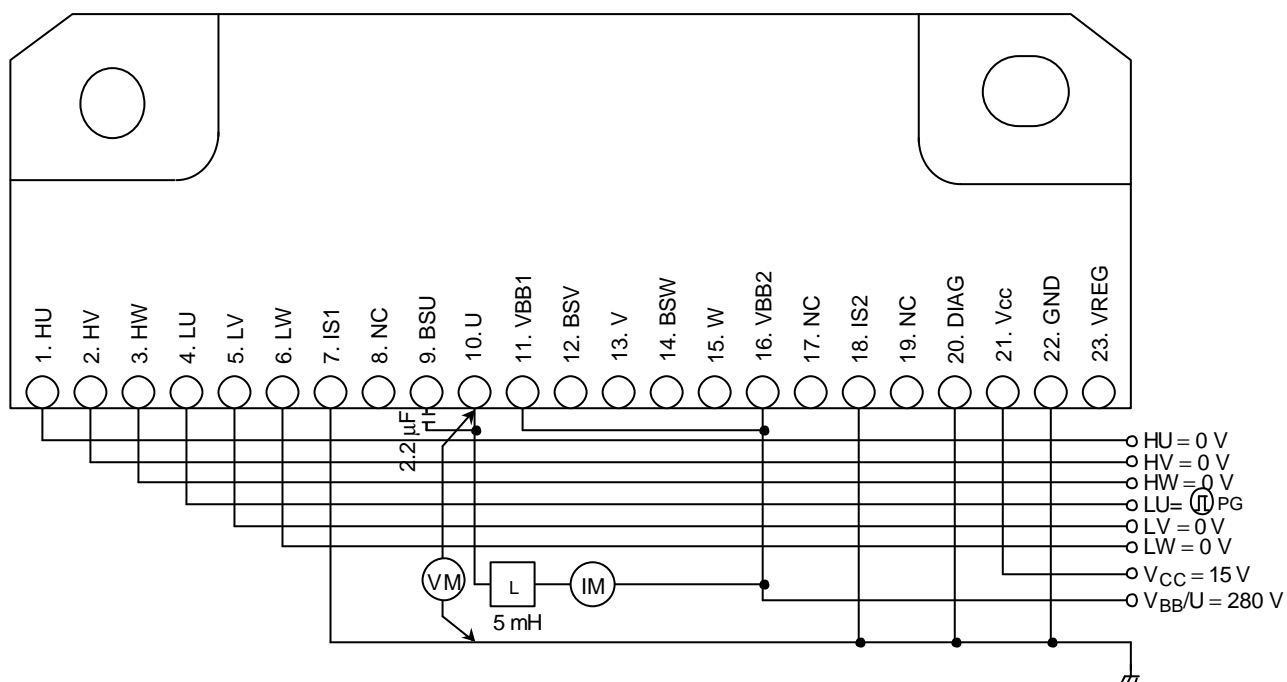 1. HU
2. HV
3. HW
4. LU
5. LV
6. LW
7. IS1
8. NC
9. BSU
10. U
11. VBB1
12. BSV
13. V
14. BSW
15. W
16. VBB2
17. NC
18. IS2
19. NC
20. DIAG
21. Vcc
22. GND
23. VREG
2.2 μF
HU = 0 V
HV = 0 V
HW = 0 V
LU= PG
LV = 0 V
LW = 0 V
VCC = 15 V
VBB/U = 280 V
VM
L
IM
5 mH